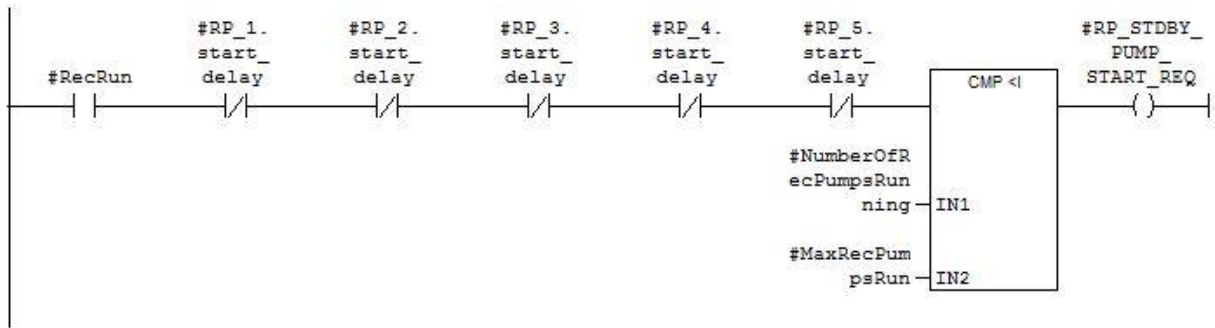 #RecRun
#RP_1.
start_
delay
#RP_2.
start_
delay
#RP_3.
start_
delay
#RP_4.
start_
delay
#RP_5.
start_
delay
CMP <I
#RP_STDBY_
PUMP_
START_REQ
#NumberOfR
ecPumpsRun
ning
IN1
#MaxRecPum
psRun
IN2